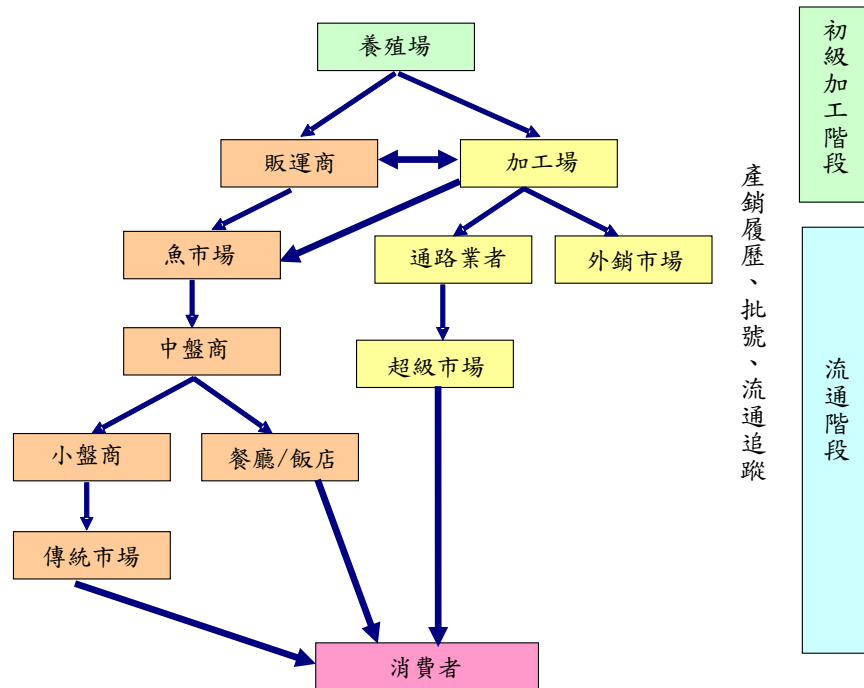 養殖場
販運商
加工場
魚市場
通路業者
外銷市場
中盤商
超級市場
小盤商
餐廳/飯店
傳統市場
消費者
產銷履歷、批號、流通追蹤
初級加工階段
流通階段